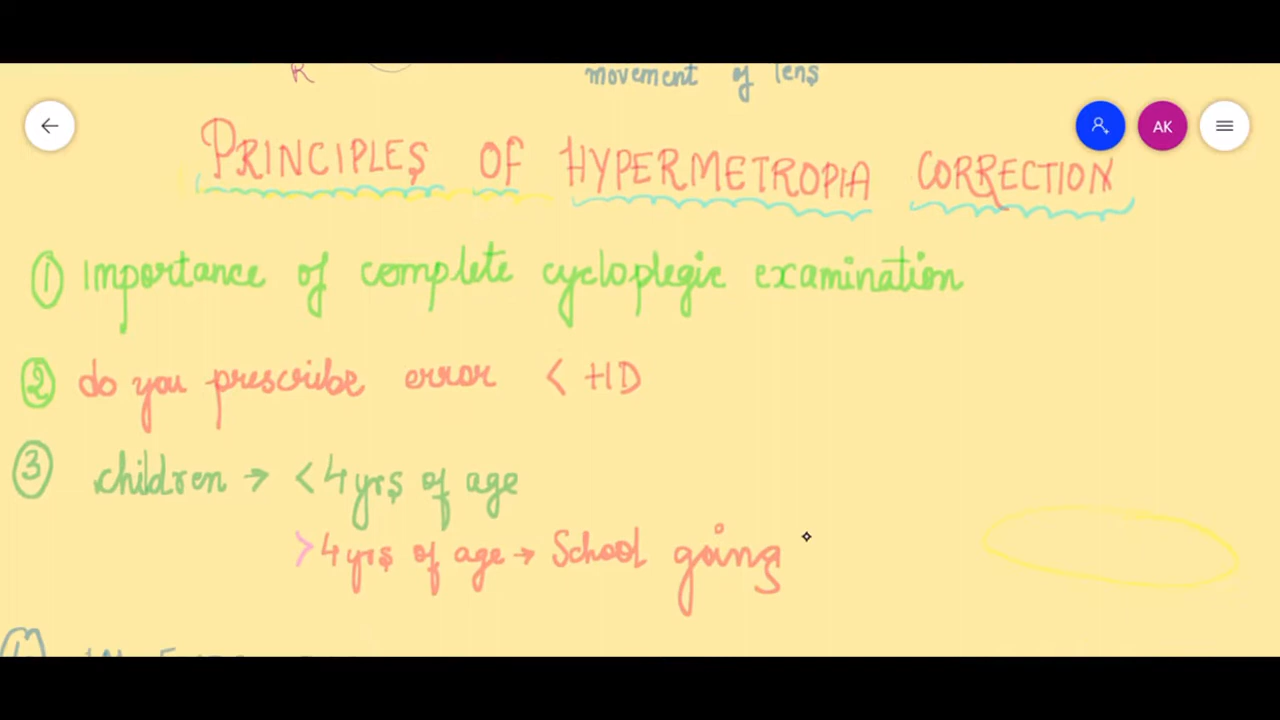 R movement of lens
AK
PRINCIPLES OF HYPERMETROPIA CORRECTION
① Importance of complete cycloplegic examination
② do you prescribe error < +1D
③ children → < 4 yrs of age
> 4 yrs of age → School going